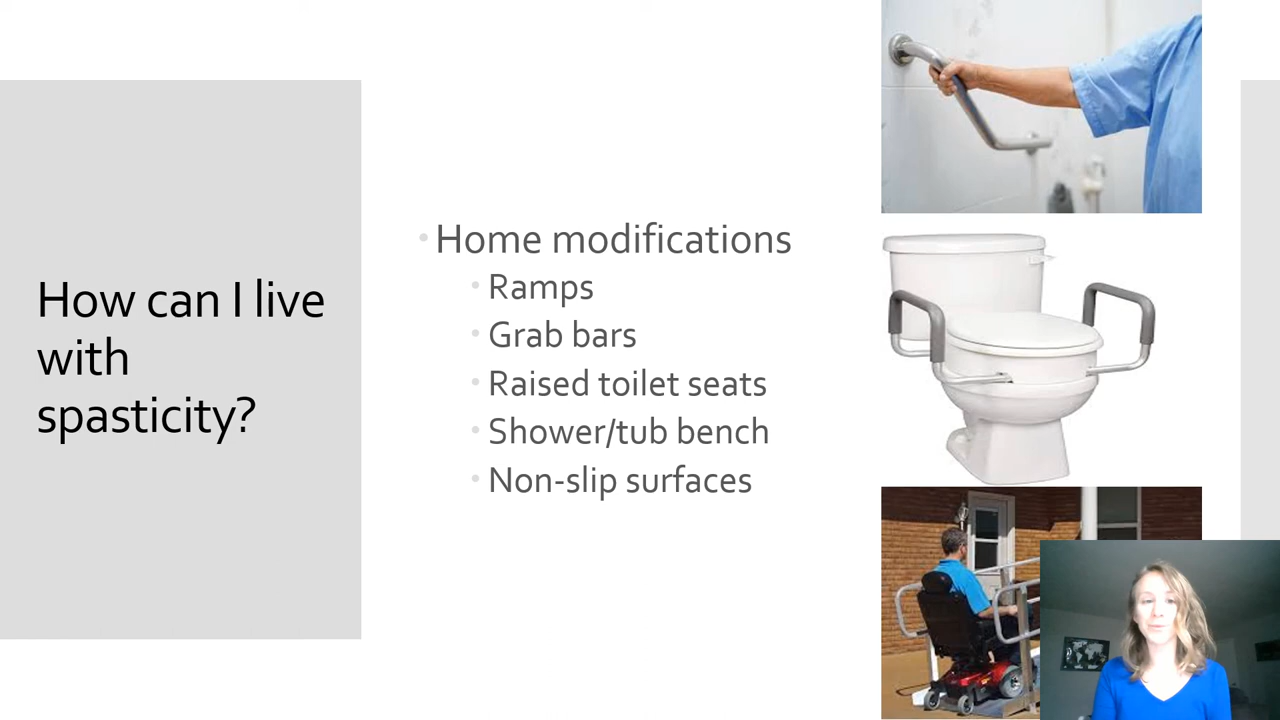 How can I live
with
spasticity?
Home modifications
Ramps
Grab bars
Raised toilet seats
Shower/tub bench
Non-slip surfaces